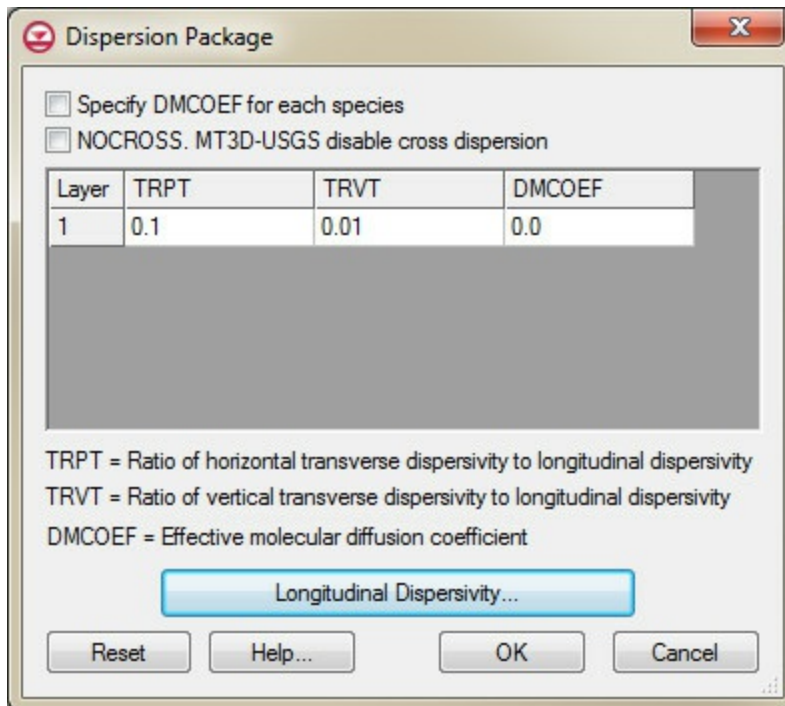 Dispersion Package
Specify DMCOEF for each species
NOCROSS. MT3D-USGS disable cross dispersion
Layer TRPT TRVT DMCOEF
1 0.1 0.01 0.0
TRPT = Ratio of horizontal transverse dispersivity to longitudinal dispersivity
TRVT = Ratio of vertical transverse dispersivity to longitudinal dispersivity
DMCOEF = Effective molecular diffusion coefficient
Longitudinal Dispersivity...
Reset Help... OK Cancel